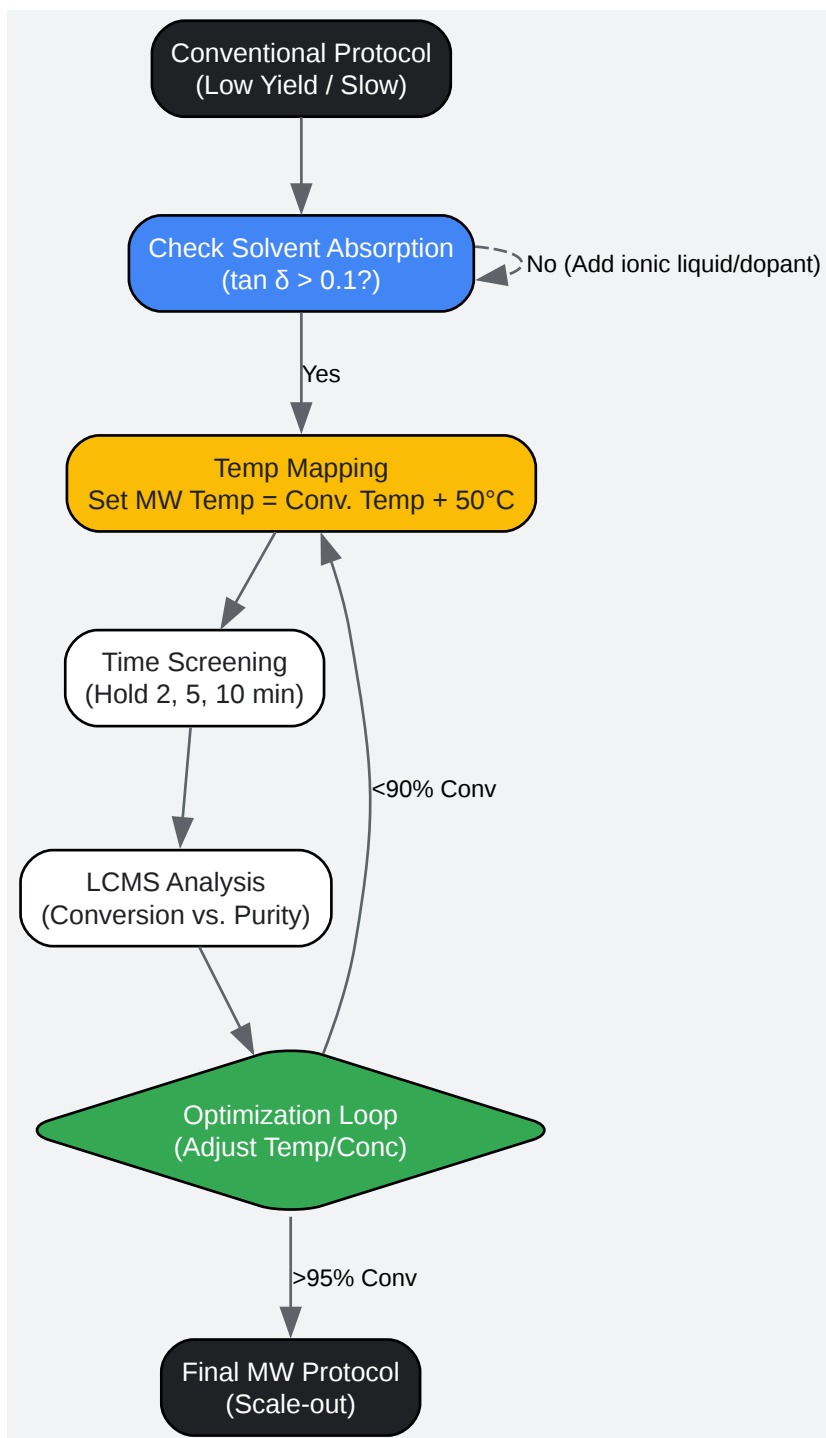 Conventional Protocol
(Low Yield / Slow)
Check Solvent Absorption
(tan δ > 0.1?)
No (Add ionic liquid/dopant)
Yes
Temp Mapping
Set MW Temp = Conv. Temp + 50°C
Time Screening
(Hold 2, 5, 10 min)
<90% Conv
LCMS Analysis
(Conversion vs. Purity)
Optimization Loop
(Adjust Temp/Conc)
>95% Conv
Final MW Protocol
(Scale-out)